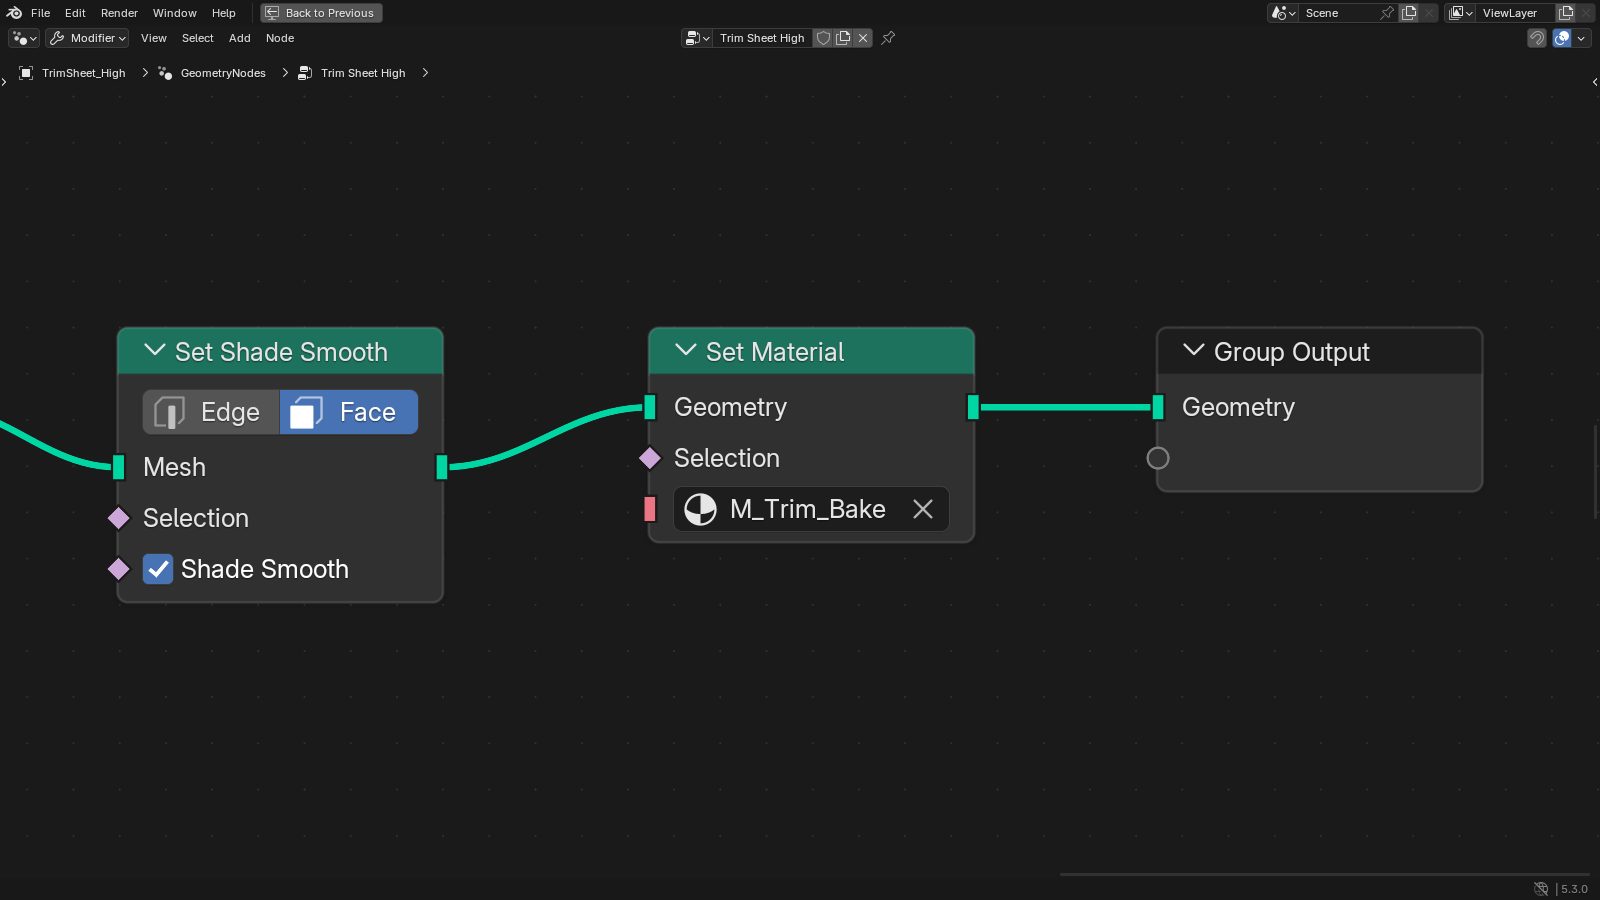 File Edit Render Window Help Back to Previous Scene ViewLayer
Modifier View Select Add Node Trim Sheet High
TrimSheet_High GeometryNodes Trim Sheet High
Set Shade Smooth
Edge Face
Mesh
Selection
Shade Smooth
Set Material
Geometry
Selection
M_Trim_Bake
Group Output
Geometry
5.3.0